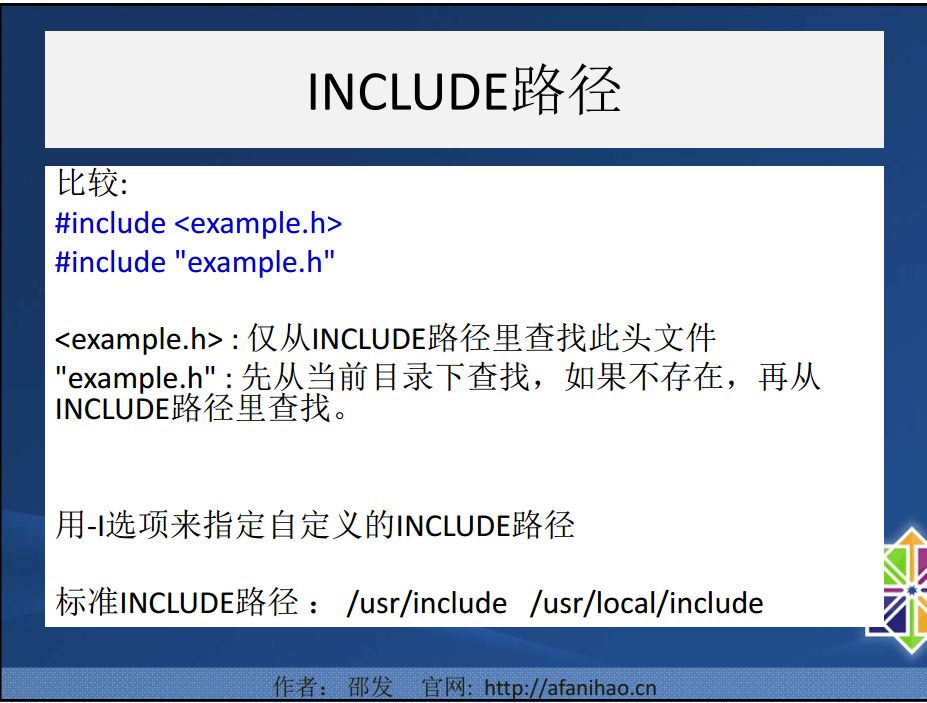 INCLUDE路径
比较:
#include <example.h>
#include "example.h"
<example.h> : 仅从INCLUDE路径里查找此头文件
"example.h" : 先从当前目录下查找，如果不存在，再从
INCLUDE路径里查找。
用-I选项来指定自定义的INCLUDE路径
标准INCLUDE路径 ： /usr/include /usr/local/include
作者： 邵发 官网: http://afanihao.cn